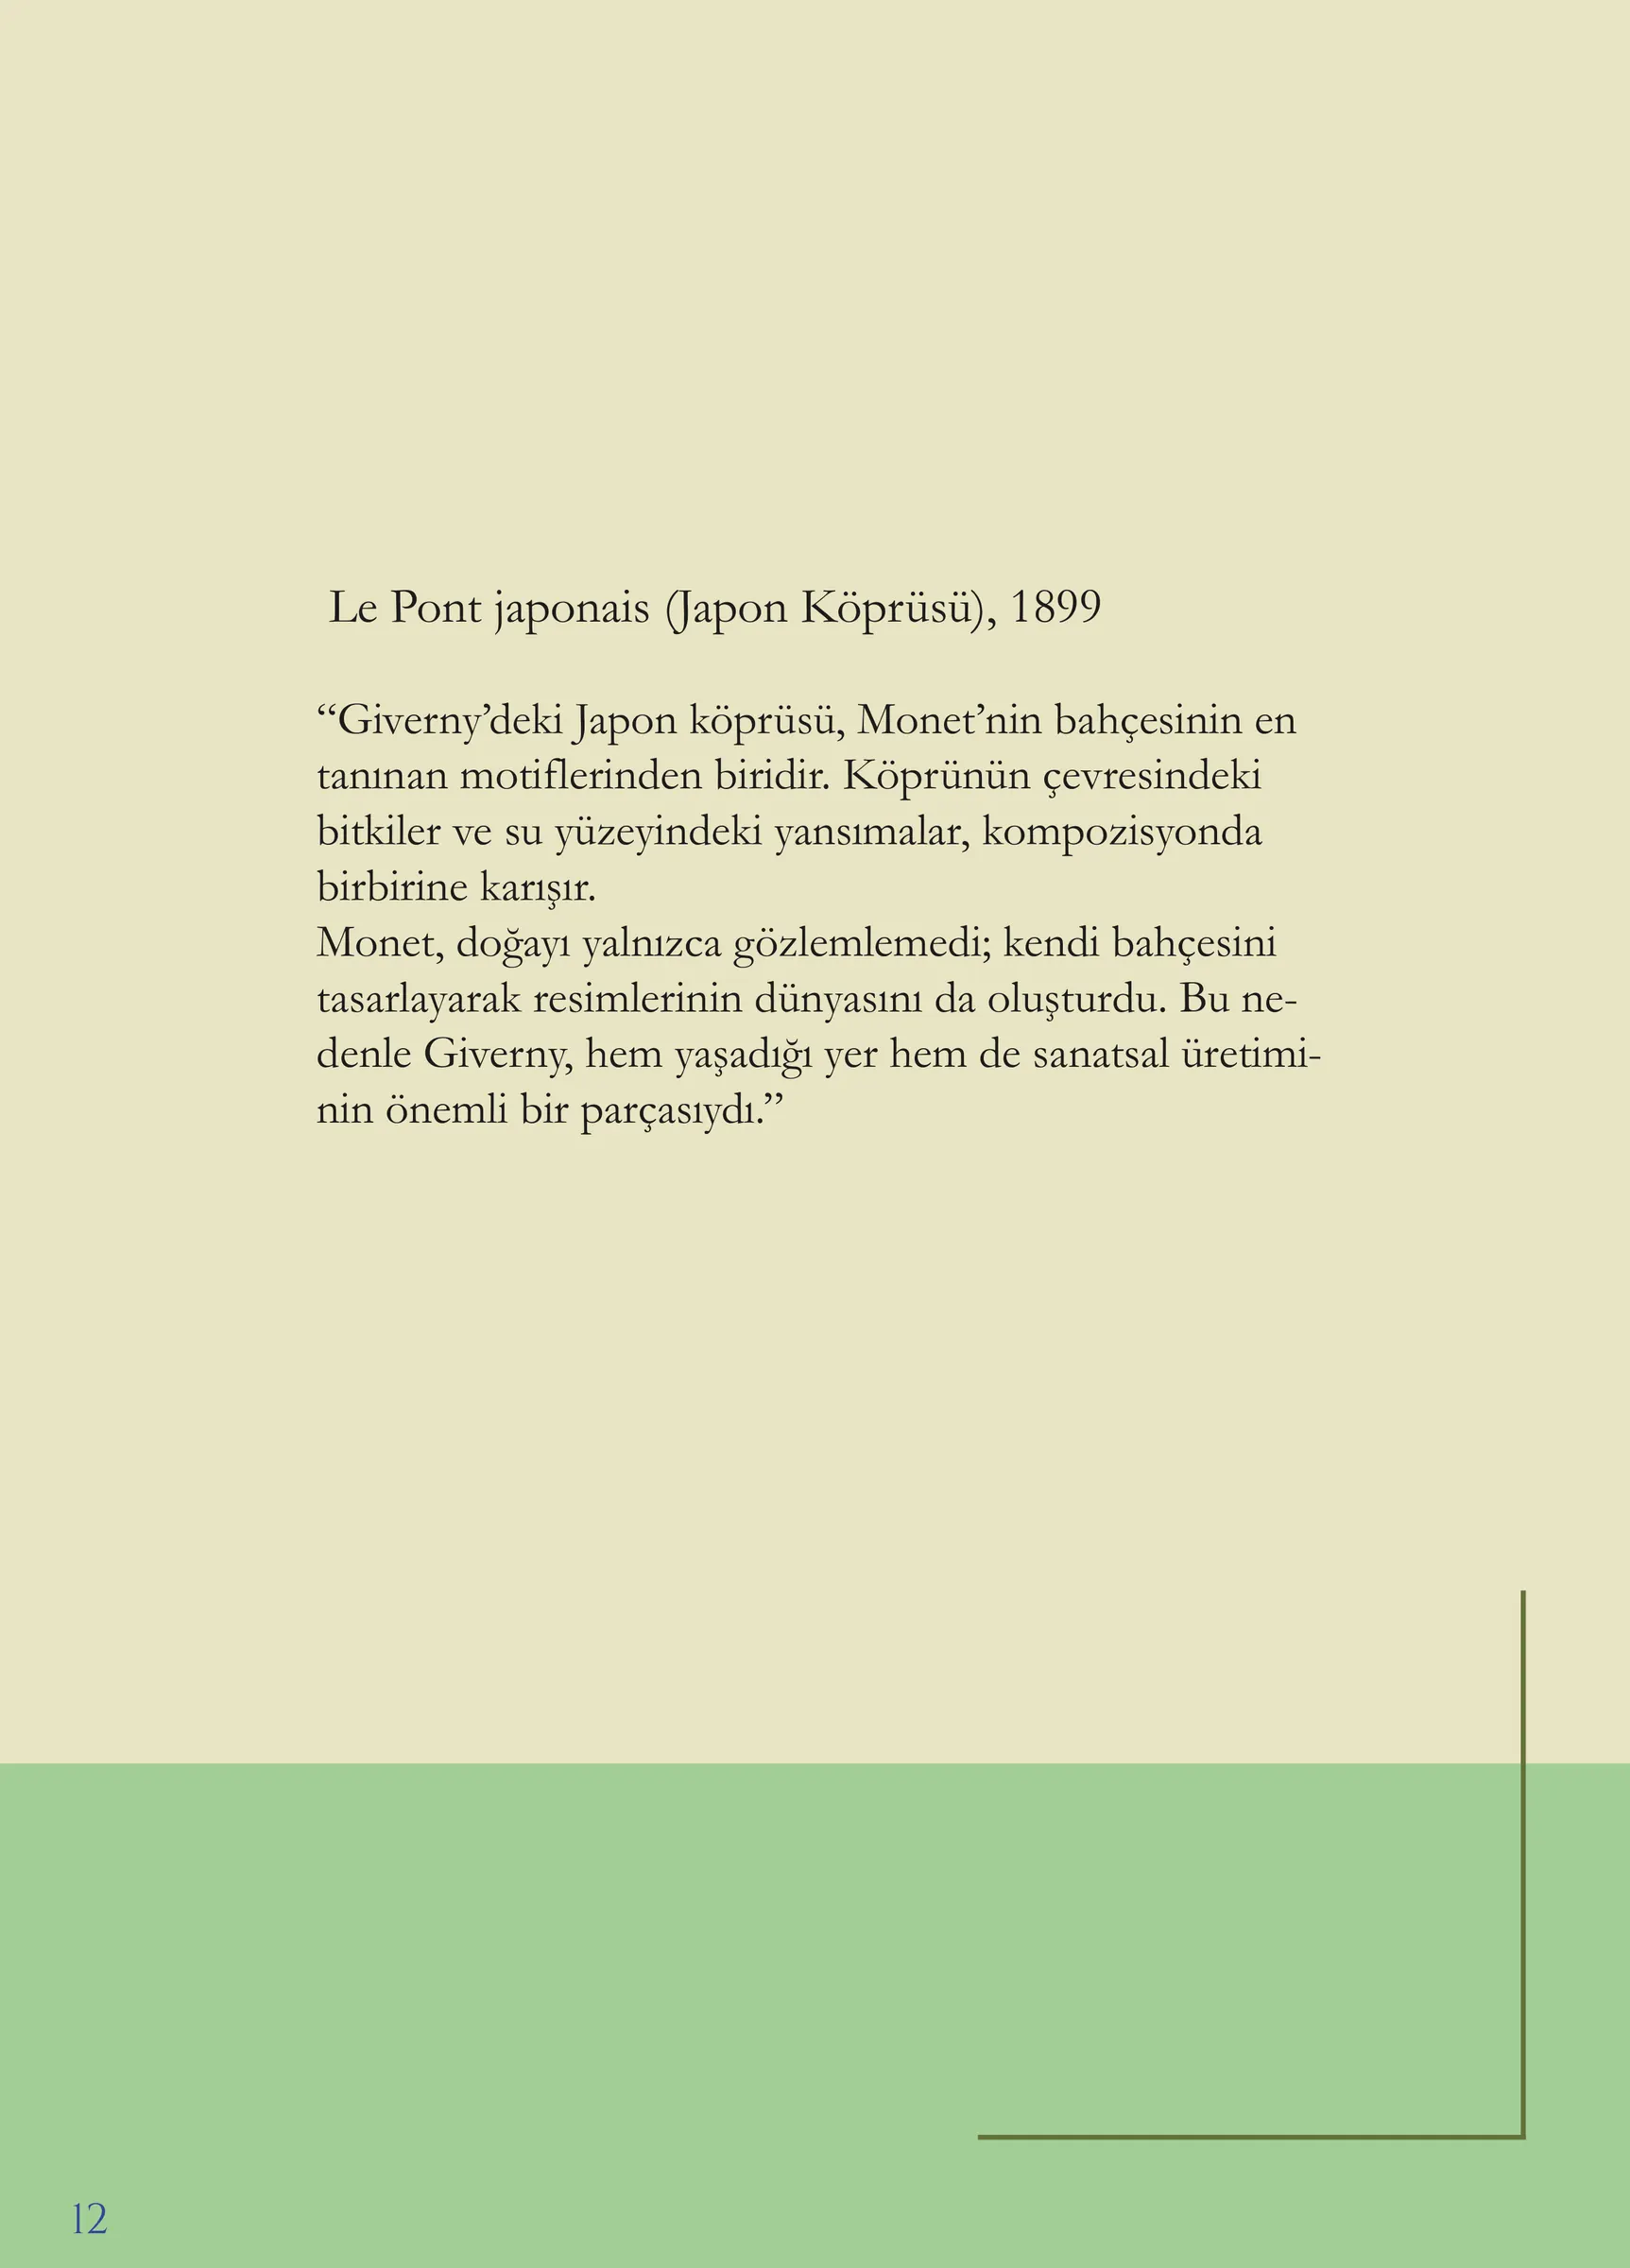 Le Pont japonais (Japon Köprüsü), 1899
“Giverny’deki Japon köprüsü, Monet’nin bahçesinin en
tanınan motiflerinden biridir. Köprünün çevresindeki
bitkiler ve su yüzeyindeki yansımalar, kompozisyonda
birbirine karışır.
Monet, doğayı yalnızca gözlemlemedi; kendi bahçesini
tasarlayarak resimlerinin dünyasını da oluşturdu. Bu ne-
denle Giverny, hem yaşadığı yer hem de sanatsal üretimi-
nin önemli bir parçasıydı.”
12